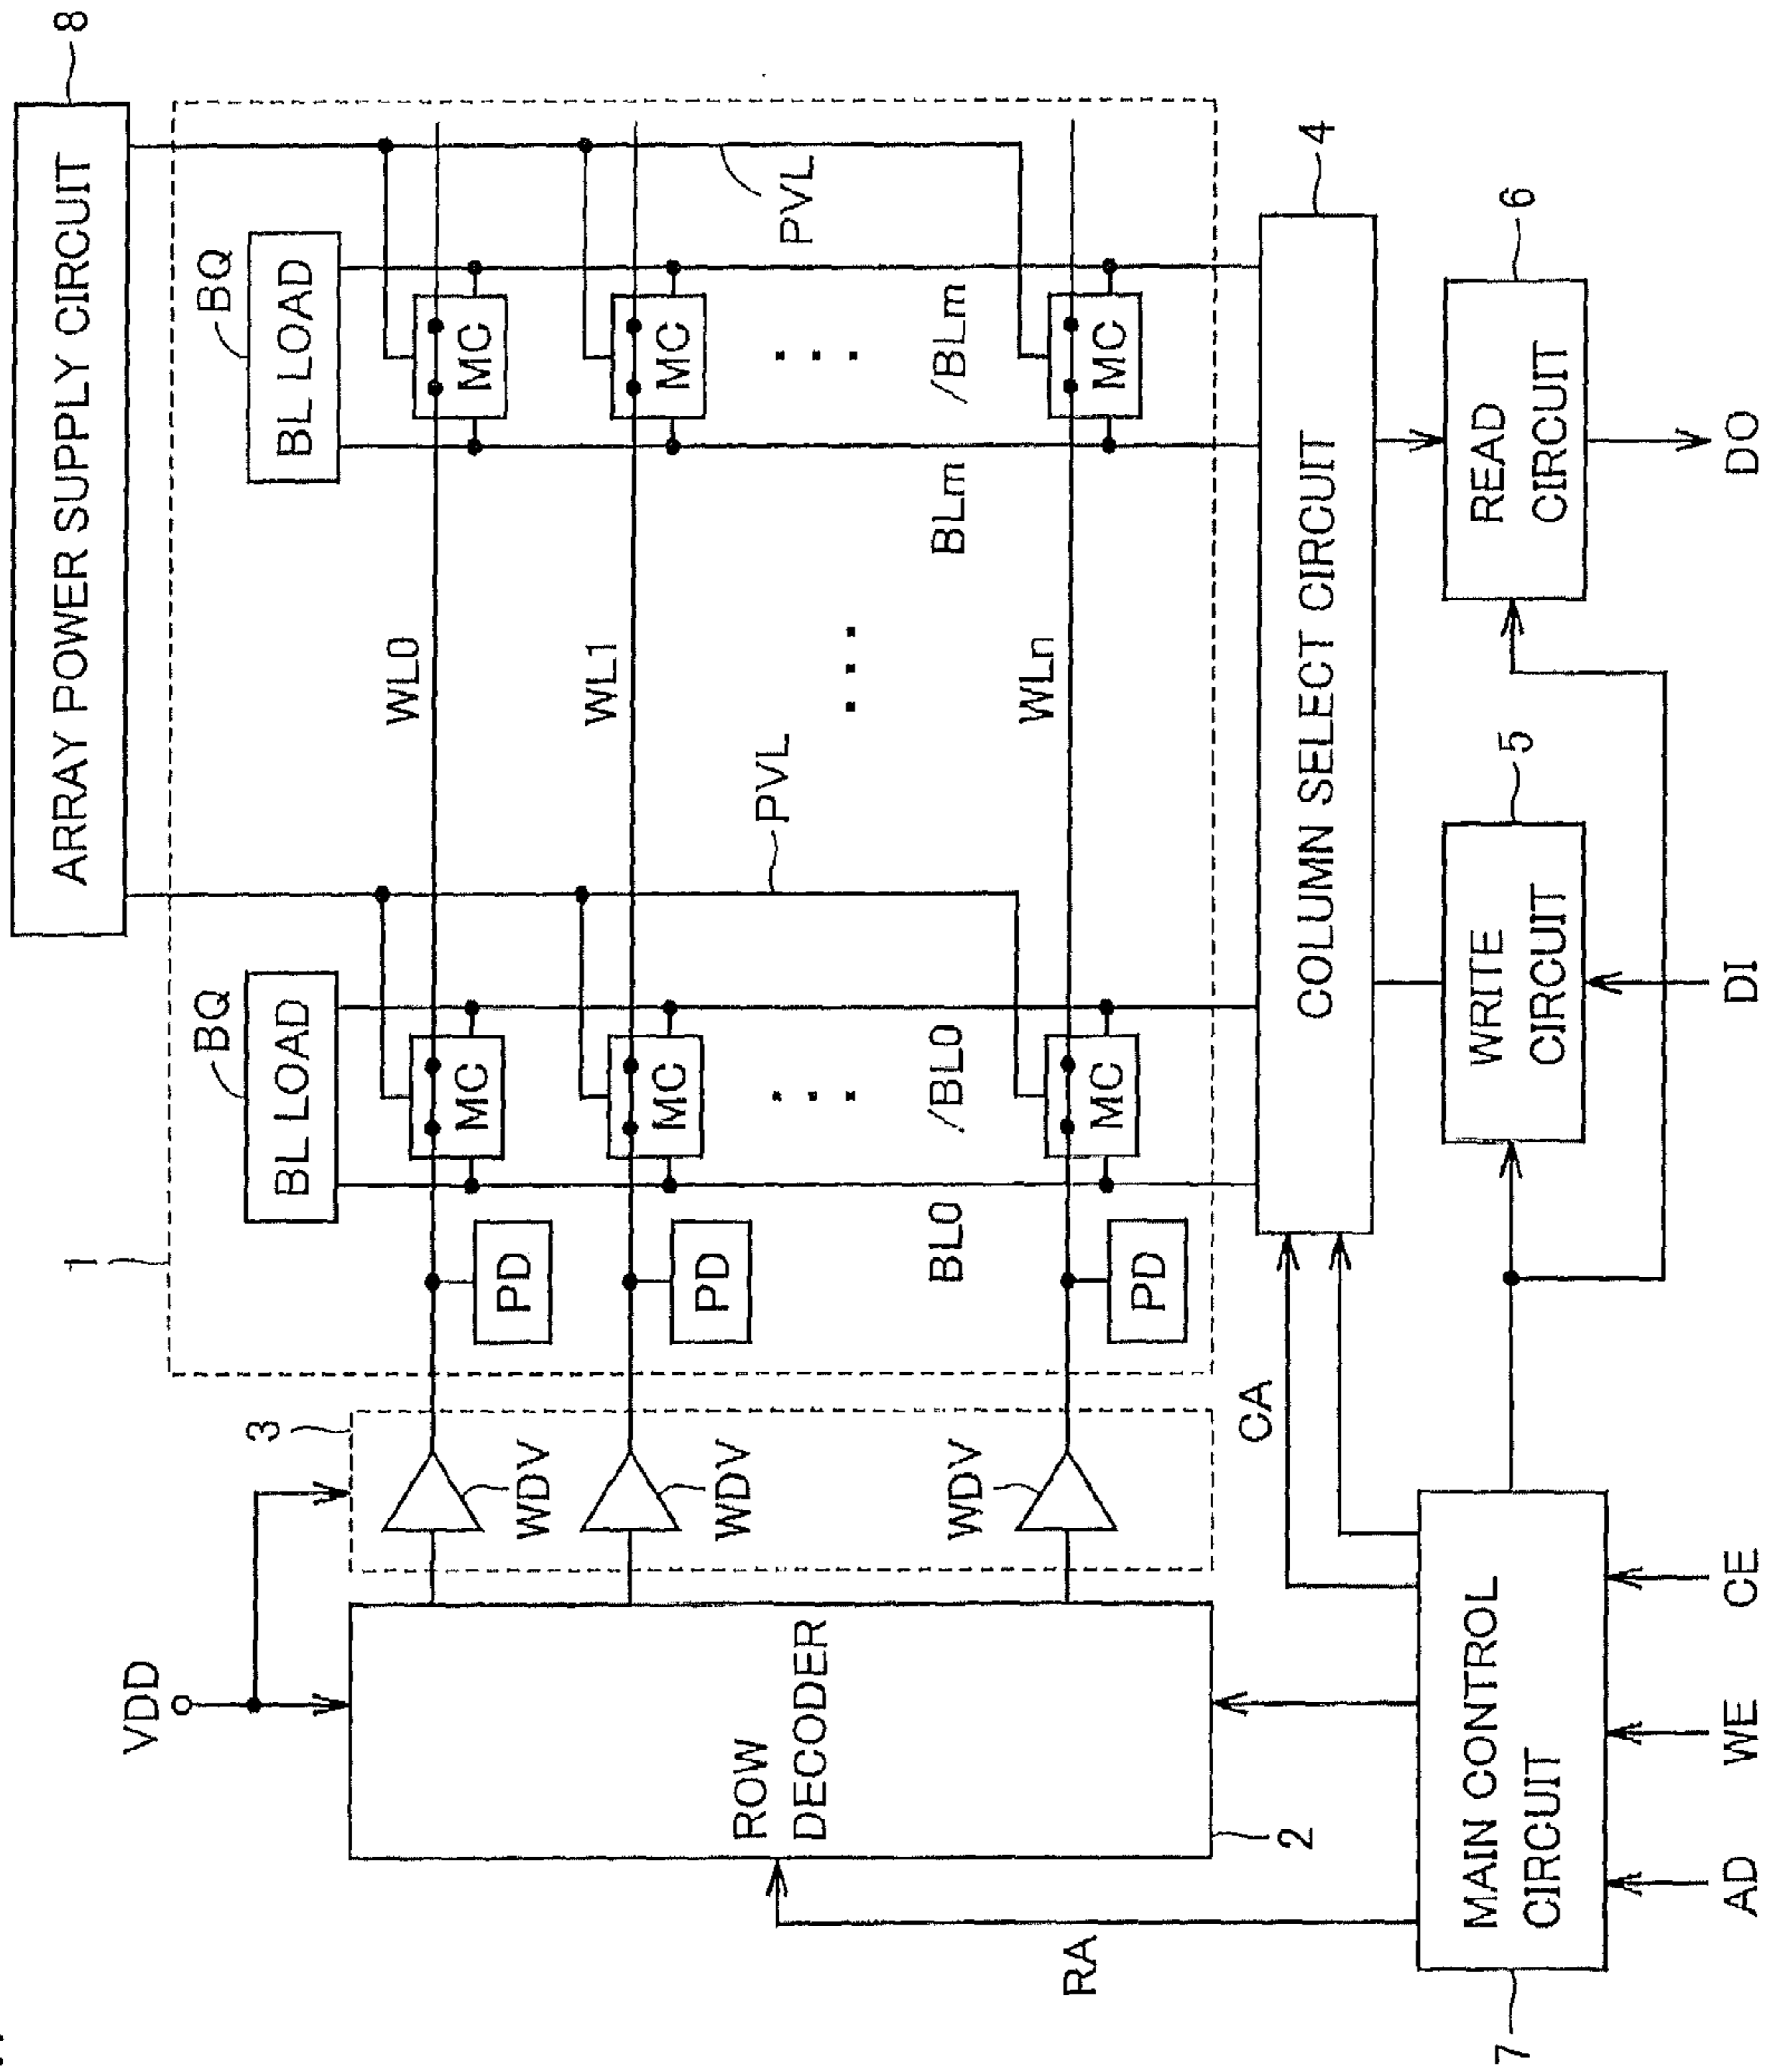 8
ARRAY POWER SUPPLY CIRCUIT
1
BQ
BL LOAD
BQ
BL LOAD
VDD
3
WL0
MC
MC
PD
WDV
WL1
MC
MC
PD
WDV
PVL
PVL
ROW
DECODER
BL0
/BL0
BLm
/BLm
WDV
WLn
MC
MC
PD
2
RA
CA
4
COLUMN SELECT CIRCUIT
7
MAIN CONTROL
CIRCUIT
5
WRITE
CIRCUIT
6
READ
CIRCUIT
AD
WE
CE
DI
DO